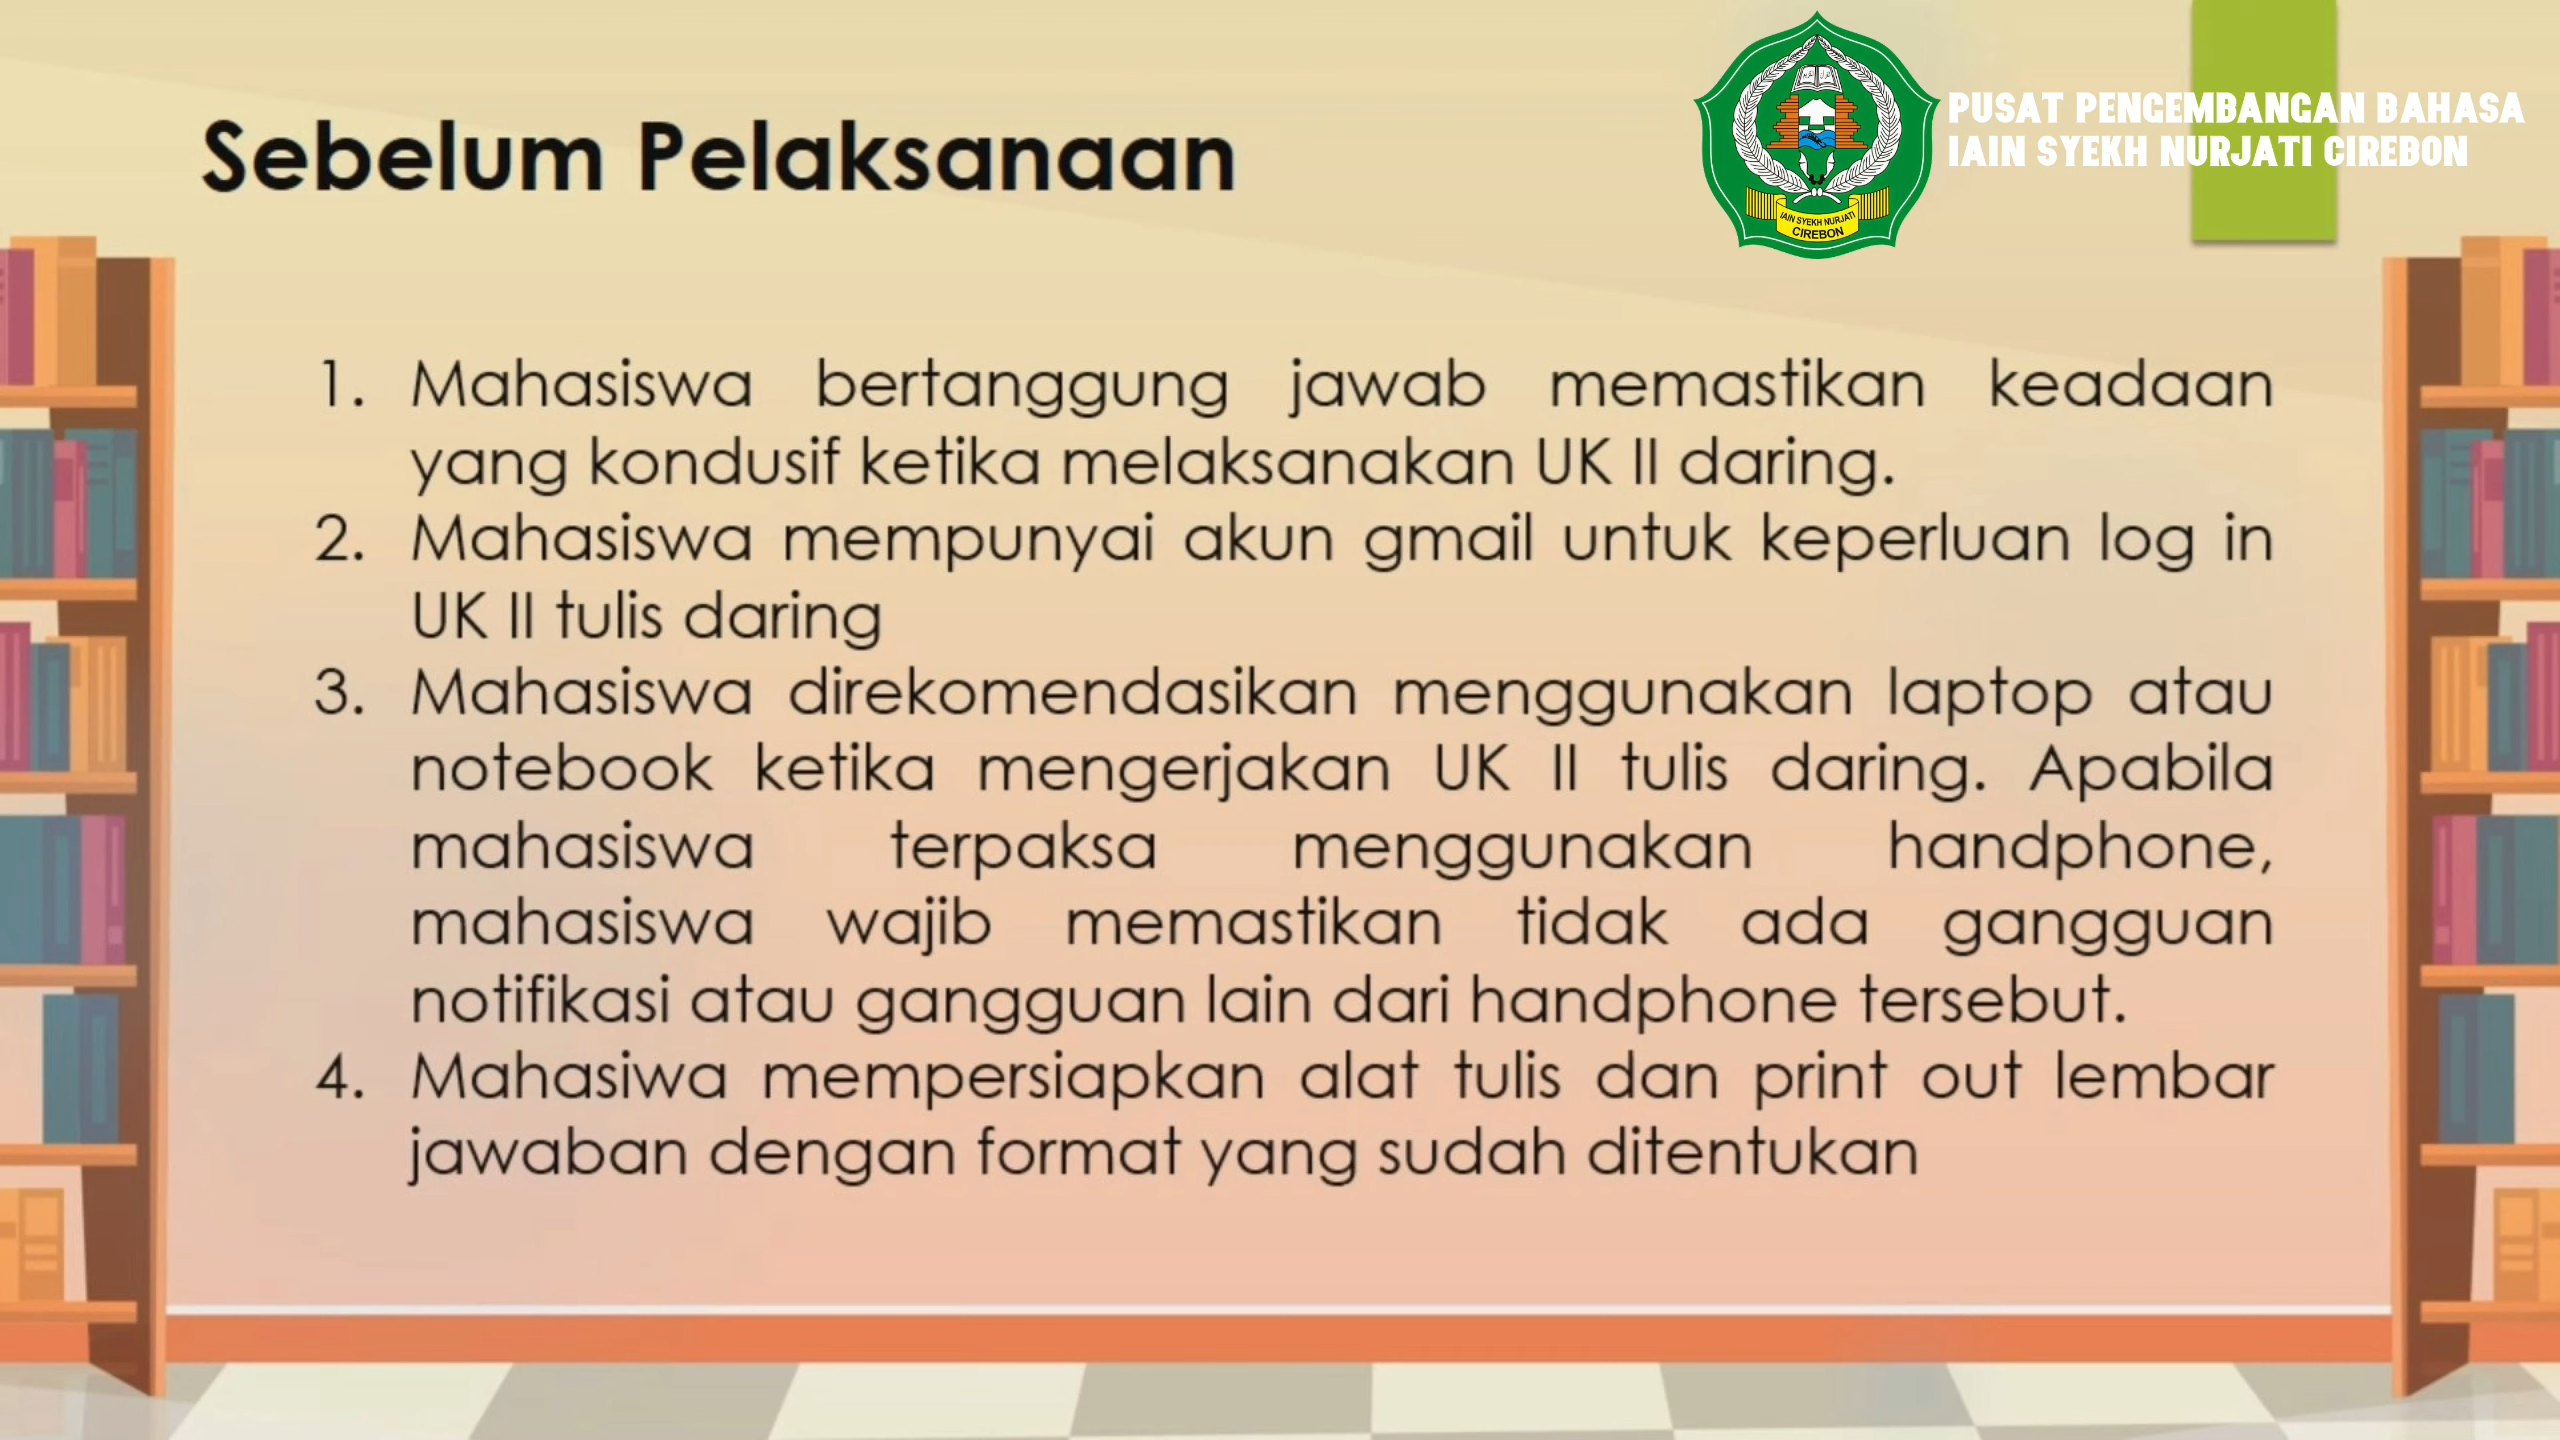 PUSAT PENGEMBANGAN BAHASA
IAIN SYEKH NURJATI CIREBON
IAIN SYEKH NURJATI
CIREBON
Sebelum Pelaksanaan
1. Mahasiswa bertanggung jawab memastikan keadaan
yang kondusif ketika melaksanakan UK II daring.
2. Mahasiswa mempunyai akun gmail untuk keperluan log in
UK II tulis daring
3. Mahasiswa direkomendasikan menggunakan laptop atau
notebook ketika mengerjakan UK II tulis daring. Apabila
mahasiswa terpaksa menggunakan handphone,
mahasiswa wajib memastikan tidak ada gangguan
notifikasi atau gangguan lain dari handphone tersebut.
4. Mahasiwa mempersiapkan alat tulis dan print out lembar
jawaban dengan format yang sudah ditentukan